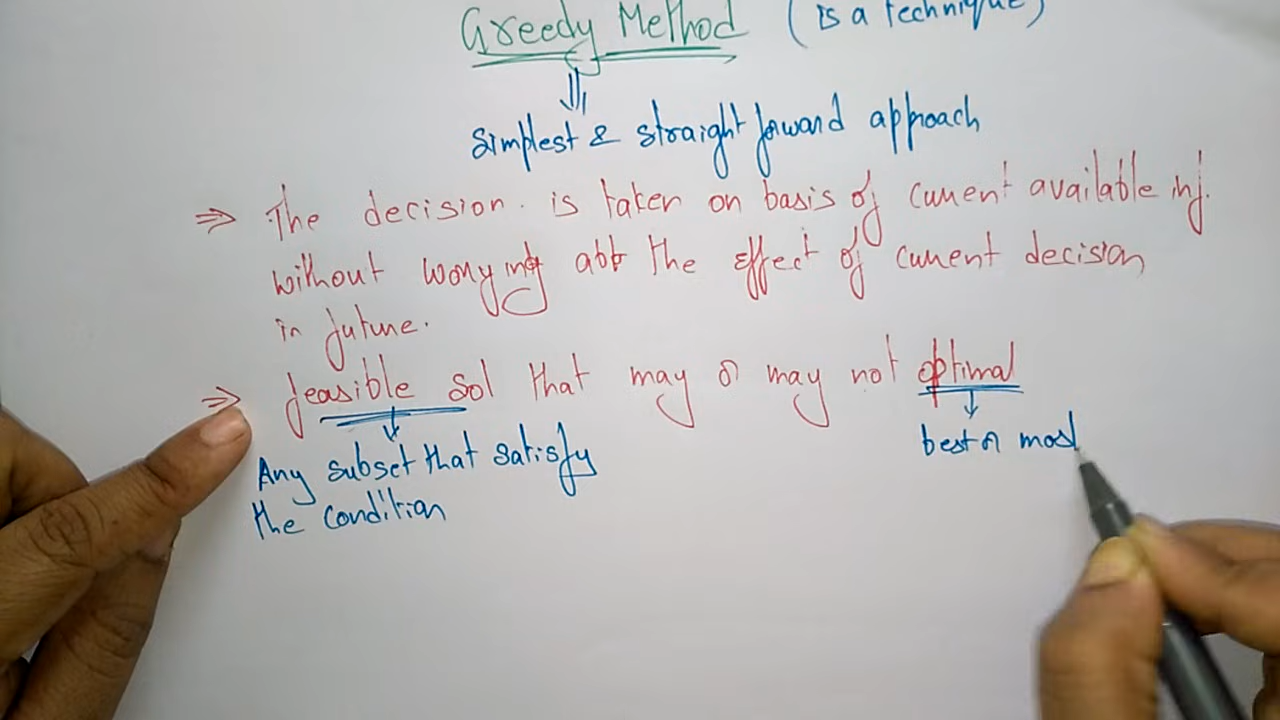 Greedy Method (is a technique)
simplest & straight forward approach
⇒ The decision. is taken on basis of current available inf.
without worrying abt the effect of current decision
in future.
⇒ feasible sol that may or may not optimal
Any subset that satisfy
the condition
best or most